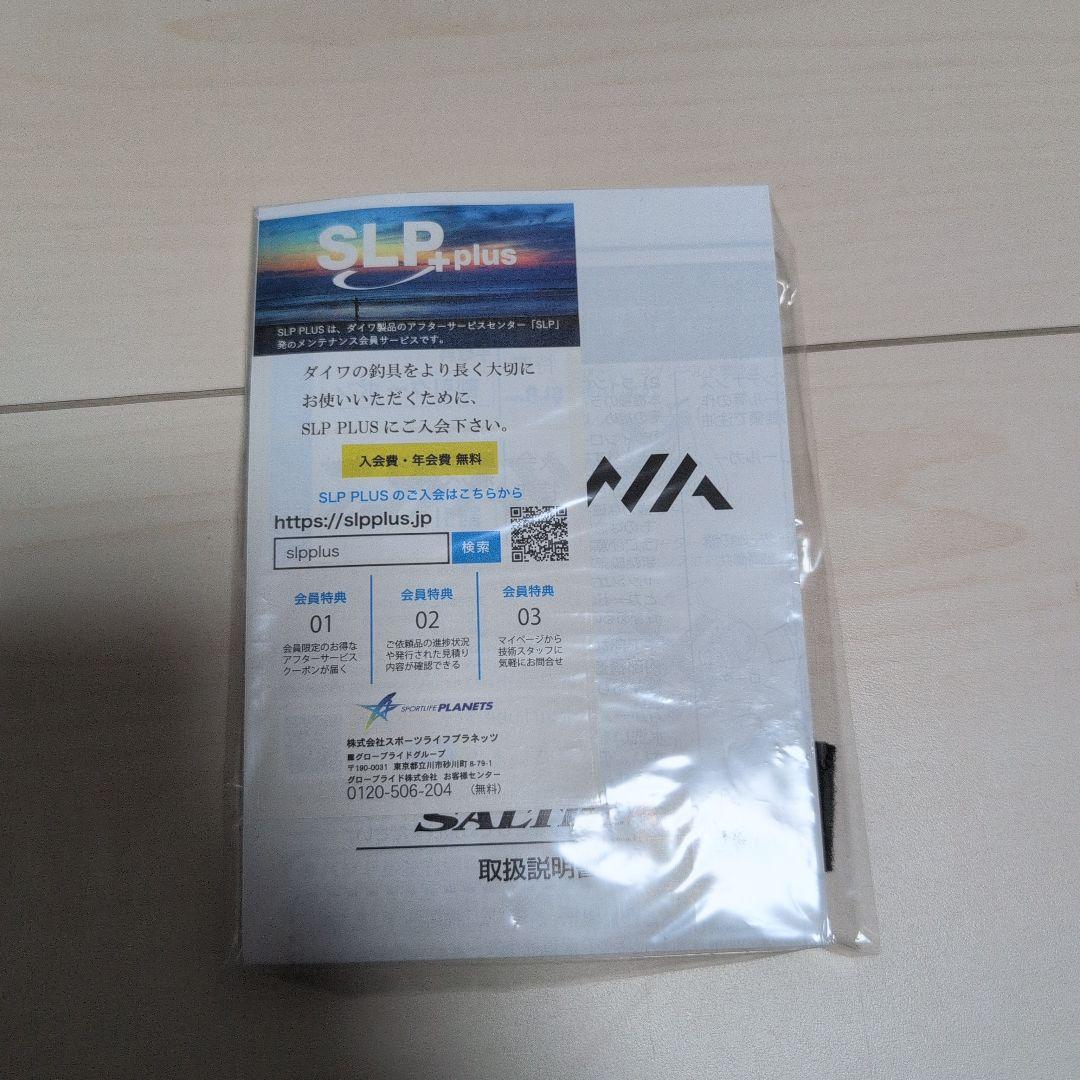 SLP+plus
SLP PLUS は、ダイワ製品のアフターサービスセンター「SLP」
発のメンテナンス会員サービスです。
ダイワの釣具をより長く大切に
お使いいただくために、
SLP PLUS にご入会下さい。
入会費・年会費 無料
SLP PLUS のご入会はこちらから
https://slpplus.jp
slpplus
検索
会員特典
01
会員限定のお得な
アフターサービス
クーポンが届く
会員特典
02
ご依頼品の進捗状況
や発行された見積り
内容が確認できる
会員特典
03
マイページから
技術スタッフに
気軽にお問合せ
SPORTLIFE PLANETS
株式会社スポーツライフプラネッツ
■グローブライドグループ
〒190-0031 東京都立川市砂川町 8-79-1
グローブライド株式会社 お客様センター
0120-506-204 （無料）
取扱説明書